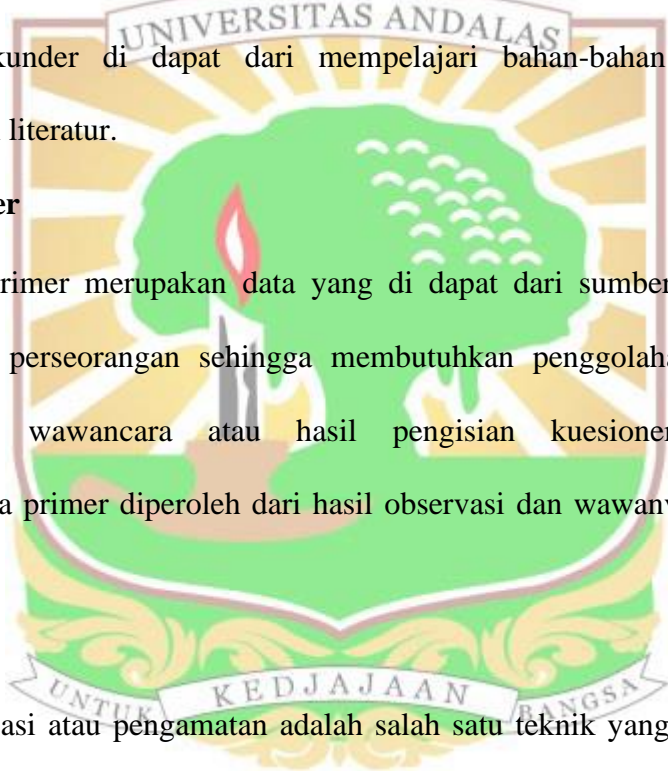 UNIVERSITAS ANDALAS
kunder di dapat dari mempelajari bahan-bahan
literatur.
er
rimer merupakan data yang di dapat dari sumber
perseorangan sehingga membutuhkan penggolaha
wawancara atau hasil pengisian kuesioner
a primer diperoleh dari hasil observasi dan wawanv
UNTUK KEDJAJAAN BANGSA
asi atau pengamatan adalah salah satu teknik yang